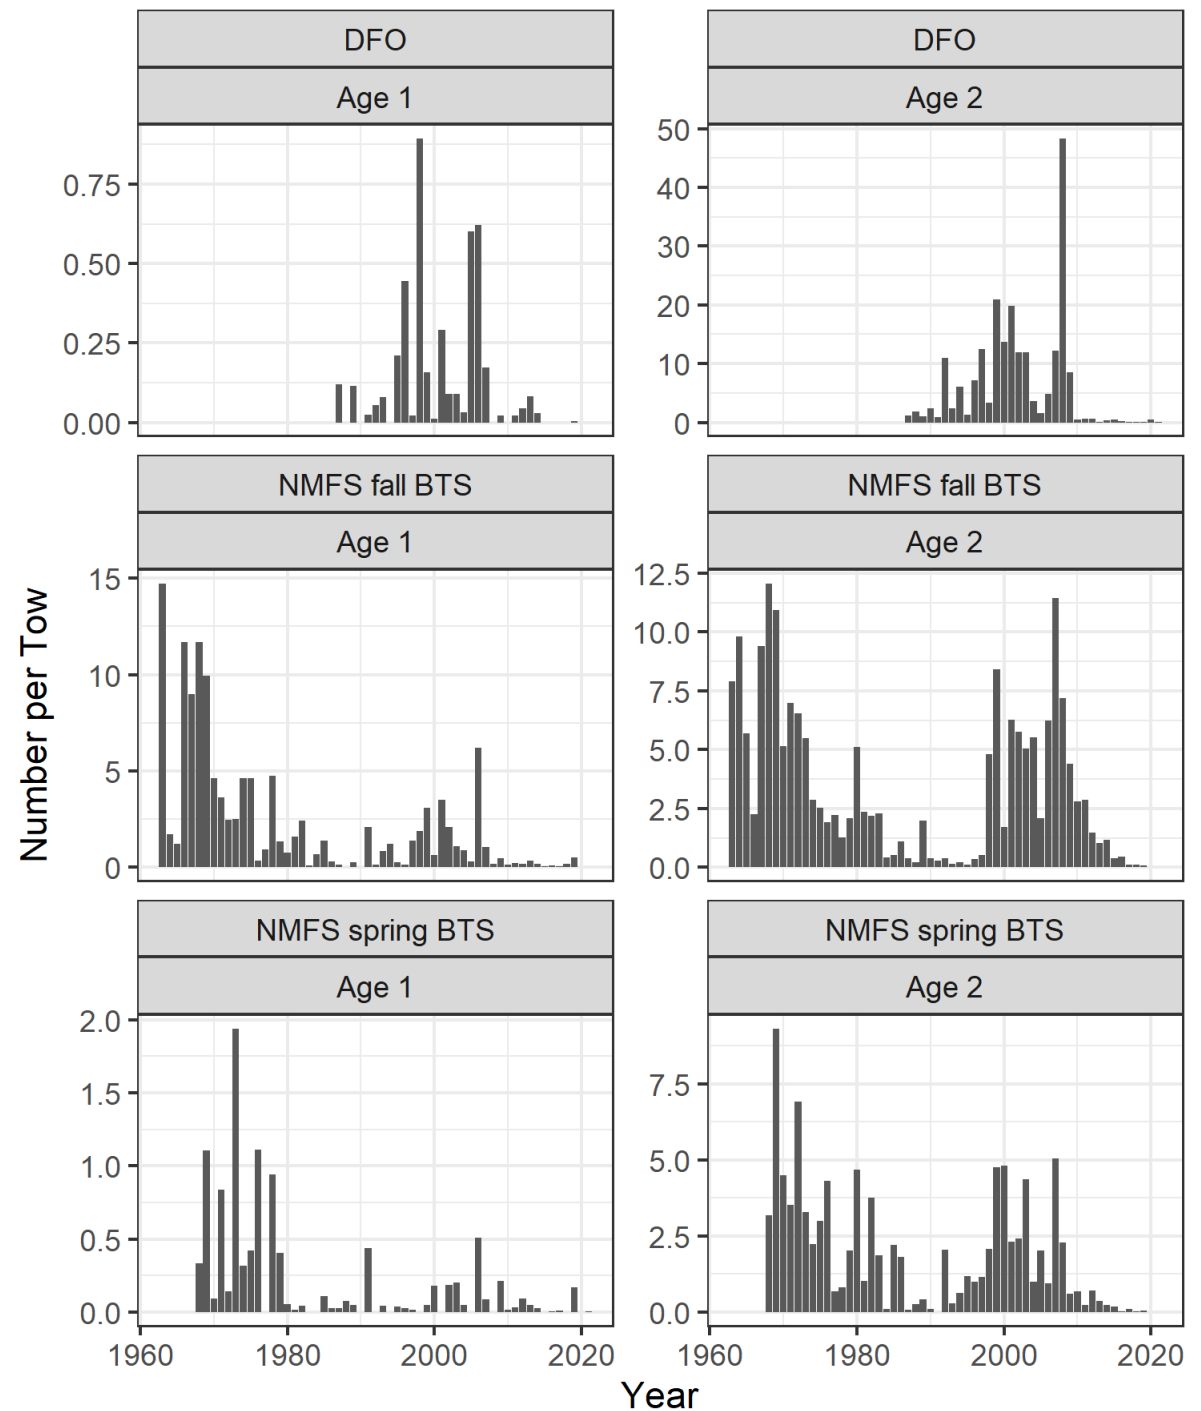 DFO
Age 1
0.75
0.50
0.25
0.00
DFO
Age 2
50
40
30
20
10
0
NMFS fall BTS
Age 1
15
10
5
0
NMFS fall BTS
Age 2
12.5
10.0
7.5
5.0
2.5
0.0
NMFS spring BTS
Age 1
2.0
1.5
1.0
0.5
0.0
1960 1980 2000 2020
NMFS spring BTS
Age 2
7.5
5.0
2.5
0.0
1960 1980 2000 2020
Number per Tow
Year